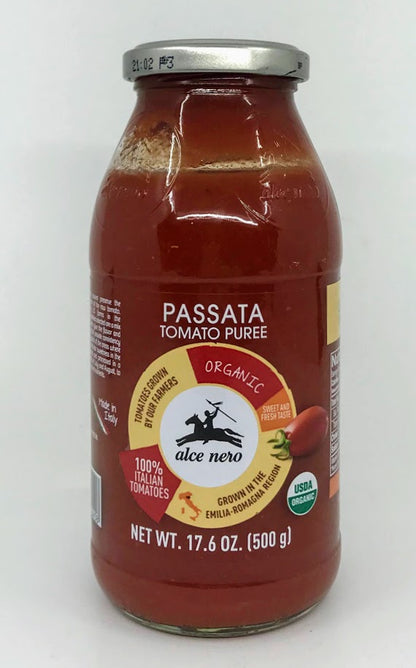 21:02 #3
PASSATA
TOMATO PUREE
TOMATOES GROWN
BY OUR FARMERS
ORGANIC
SWEET AND
FRESH TASTE
alce nero
100%
ITALIAN
TOMATOES
GROWN IN THE
EMILIA-ROMAGNA REGION
USDA
ORGANIC
NET WT. 17.6 OZ. (500 g)
Made in
Italy